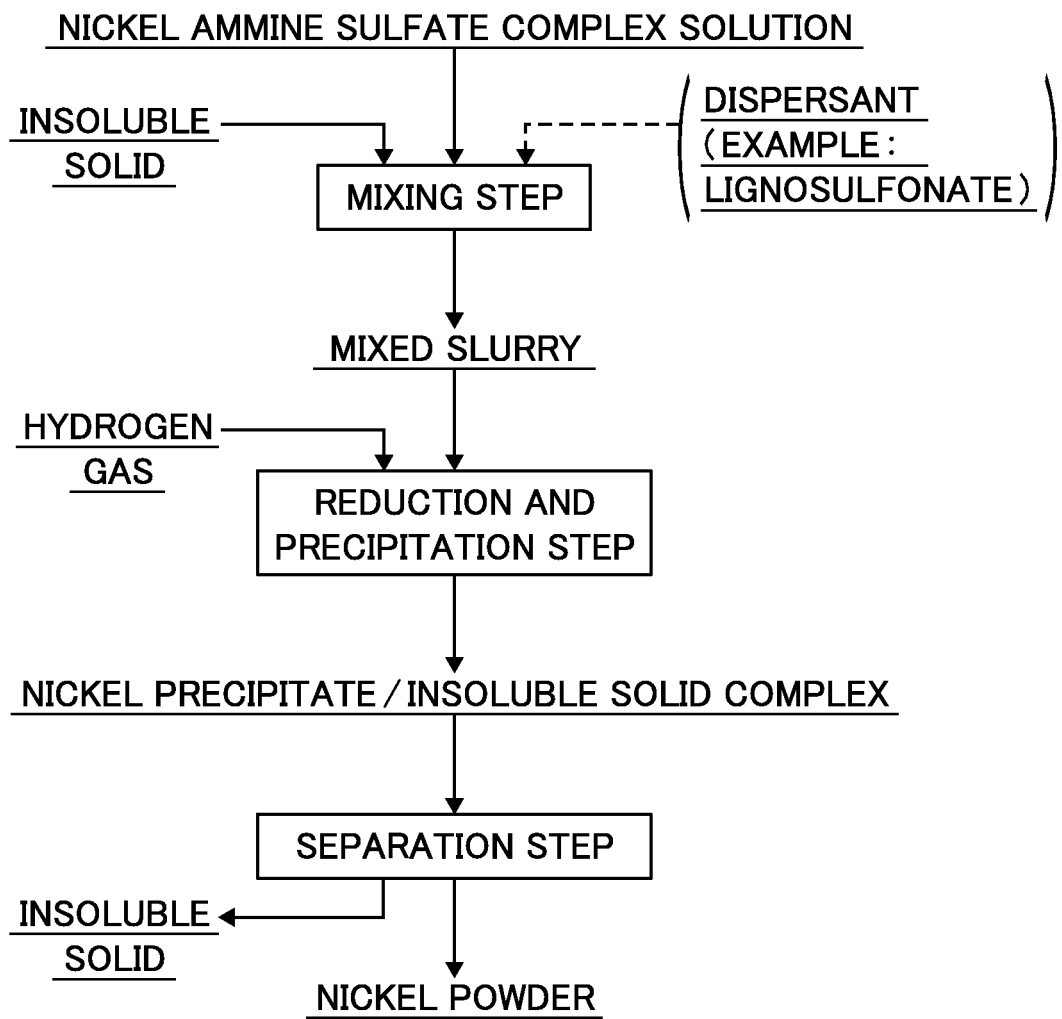 NICKEL AMMINE SULFATE COMPLEX SOLUTION
INSOLUBLE
SOLID
DISPERSANT
(EXAMPLE:
LIGNOSULFONATE)
MIXING STEP
MIXED SLURRY
HYDROGEN
GAS
REDUCTION AND
PRECIPITATION STEP
NICKEL PRECIPITATE/INSOLUBLE SOLID COMPLEX
SEPARATION STEP
INSOLUBLE
SOLID
NICKEL POWDER